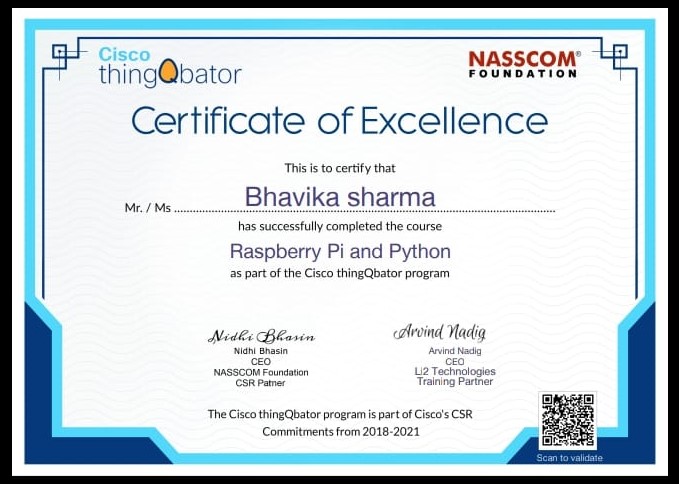 Cisco
thingQbator
NASSCOM®
FOUNDATION
Certificate of Excellence
This is to certify that
Mr. / Ms Bhavika sharma
has successfully completed the course
Raspberry Pi and Python
as part of the Cisco thingQbator program
Nidhi Bhasin
Nidhi Bhasin
CEO
NASSCOM Foundation
CSR Patner
Arvind Nadig
Arvind Nadig
CEO
Li2 Technologies
Training Partner
The Cisco thingQbator program is part of Cisco's CSR
Commitments from 2018-2021
Scan to validate